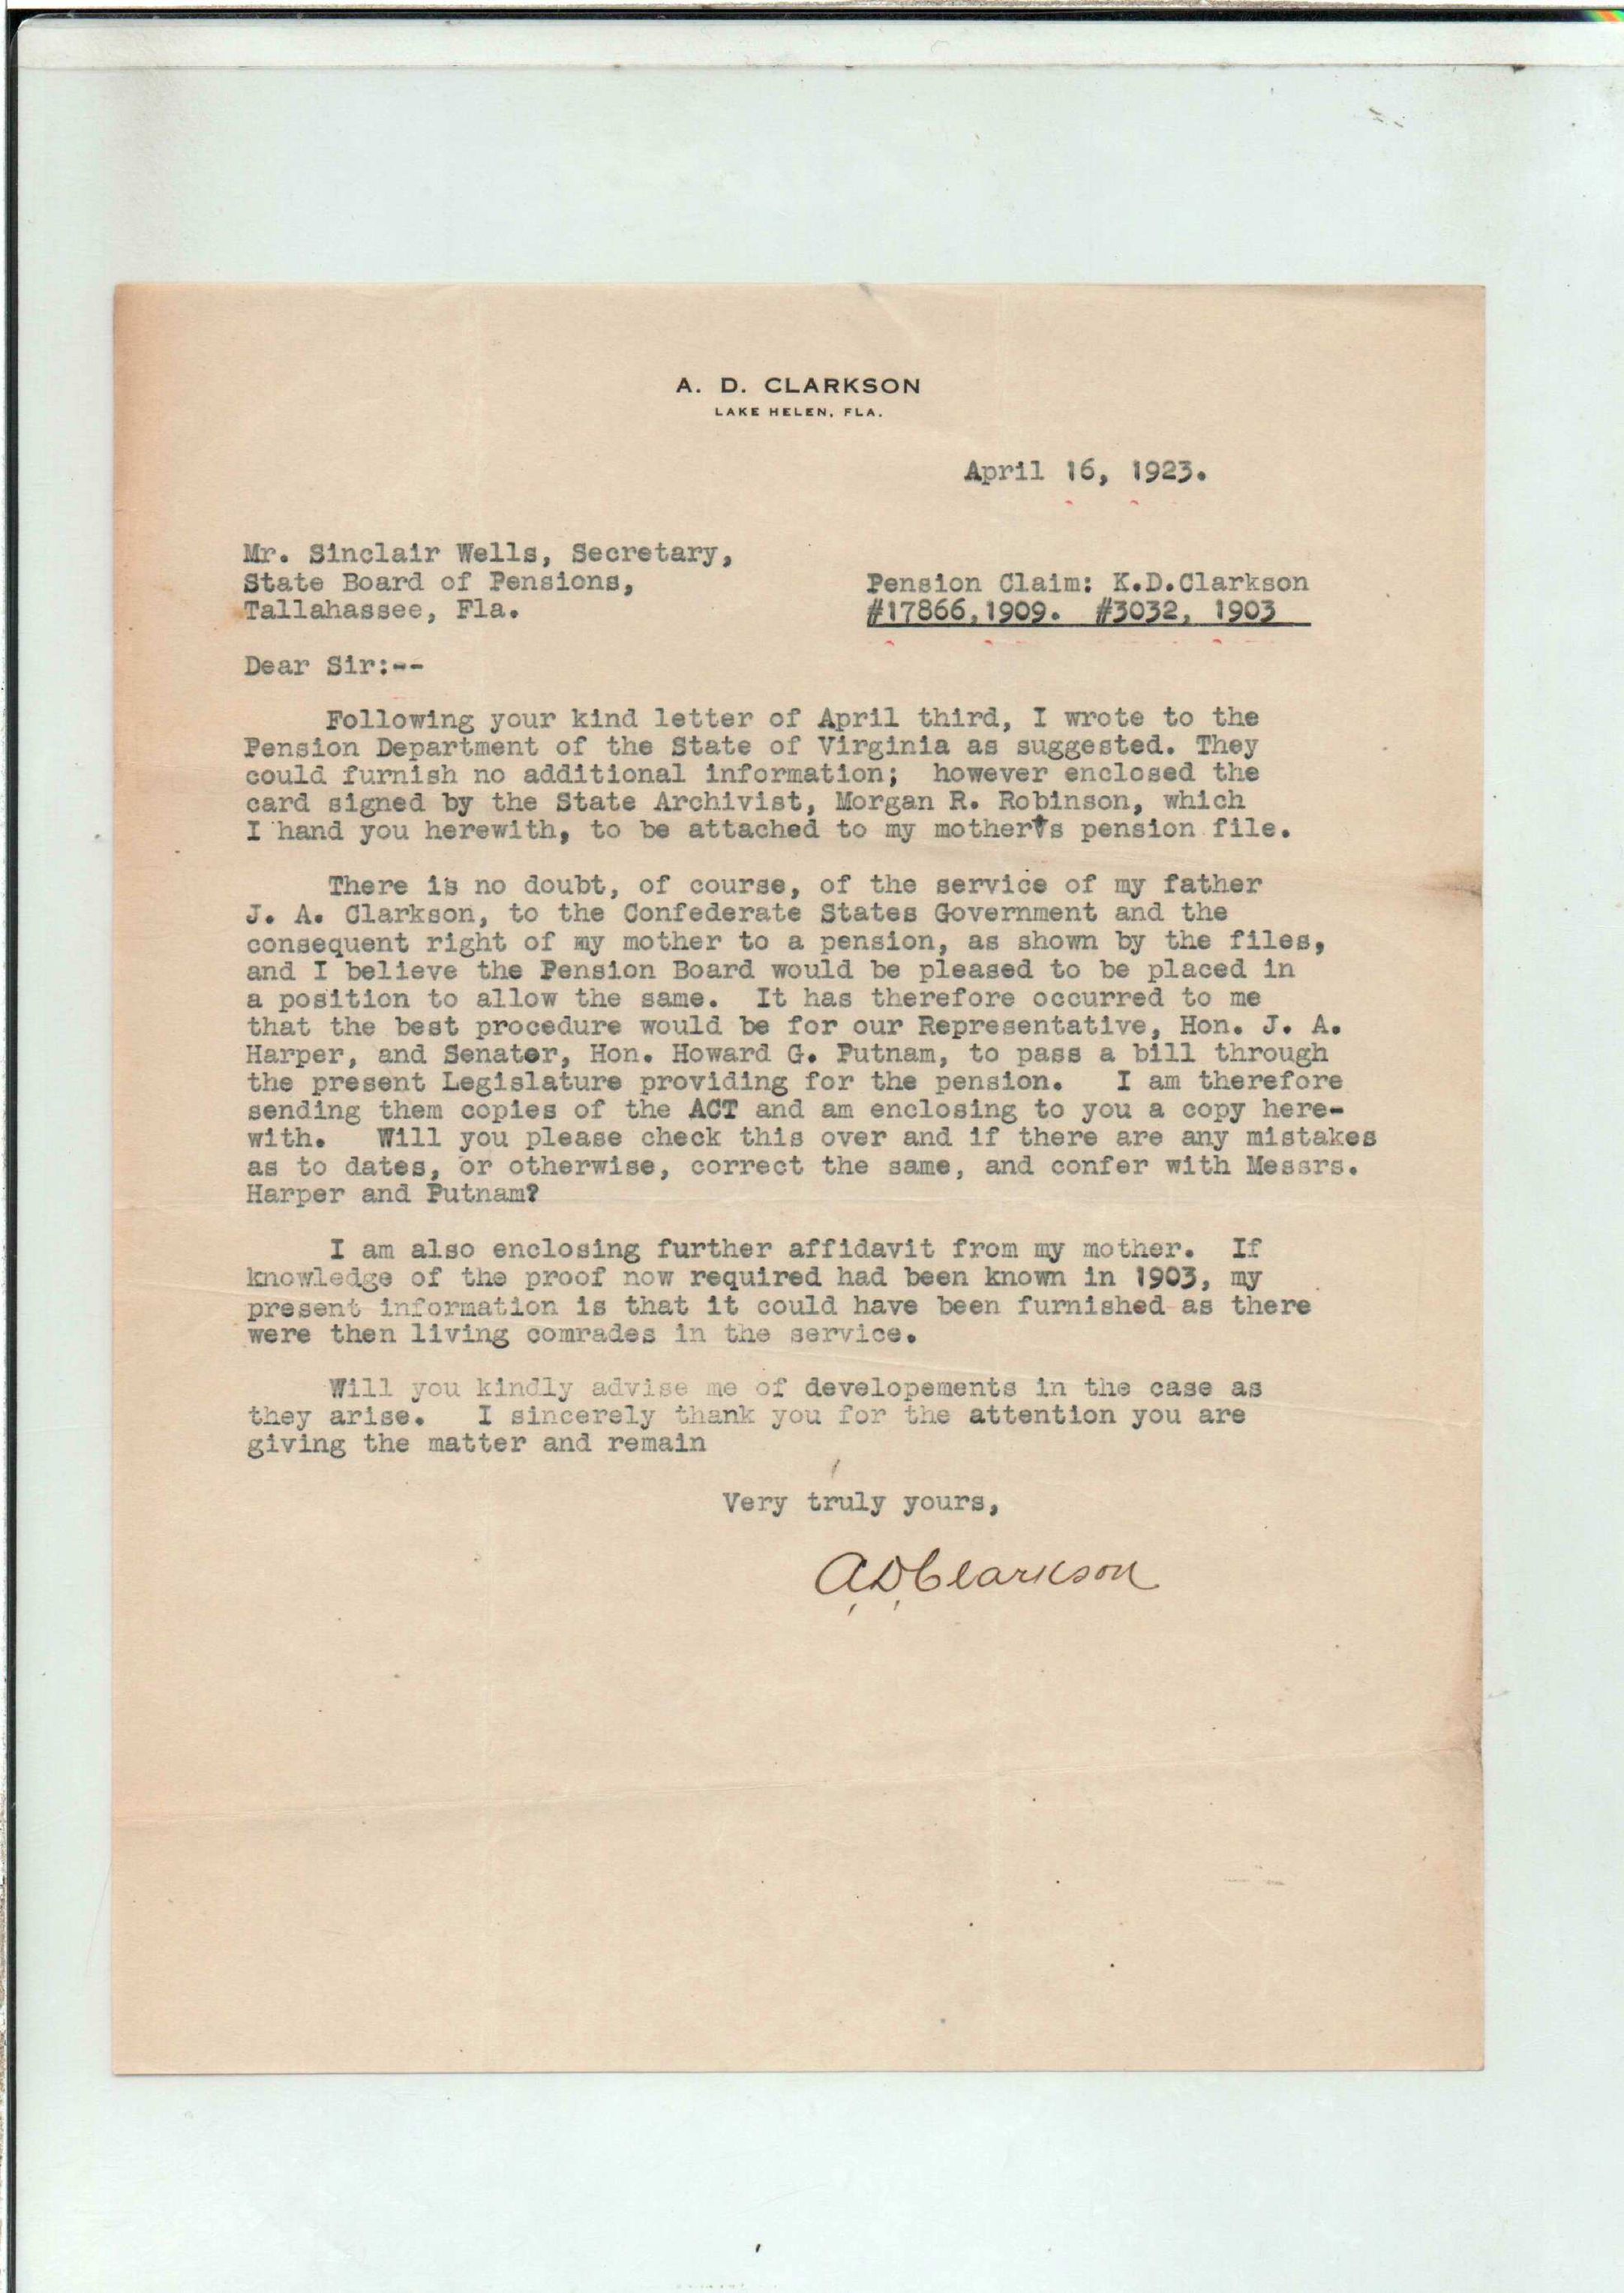 A. D. CLARKSON
LAKE HELEN, FLA.
April 16, 1923.
Mr. Sinclair Wells, Secretary,
State Board of Pensions,
Tallahassee, Fla.
Pension Claim: K.D.Clarkson
#17866,1909. #3032, 1903
Dear Sir:--
Following your kind letter of April third, I wrote to the
Pension Department of the State of Virginia as suggested. They
could furnish no additional information; however enclosed the
card signed by the State Archivist, Morgan R. Robinson, which
I hand you herewith, to be attached to my mother's pension file.
There is no doubt, of course, of the service of my father
J. A. Clarkson, to the Confederate States Government and the
consequent right of my mother to a pension, as shown by the files,
and I believe the Pension Board would be pleased to be placed in
a position to allow the same. It has therefore occurred to me
that the best procedure would be for our Representative, Hon. J. A.
Harper, and Senator, Hon. Howard G. Putnam, to pass a bill through
the present Legislature providing for the pension. I am therefore
sending them copies of the ACT and am enclosing to you a copy here-
with. Will you please check this over and if there are any mistakes
as to dates, or otherwise, correct the same, and confer with Messrs.
Harper and Putnam?
I am also enclosing further affidavit from my mother. If
knowledge of the proof now required had been known in 1903, my
present information is that it could have been furnished as there
were then living comrades in the service.
Will you kindly advise me of developements in the case as
they arise. I sincerely thank you for the attention you are
giving the matter and remain
Very truly yours,
A.D.Clarkson